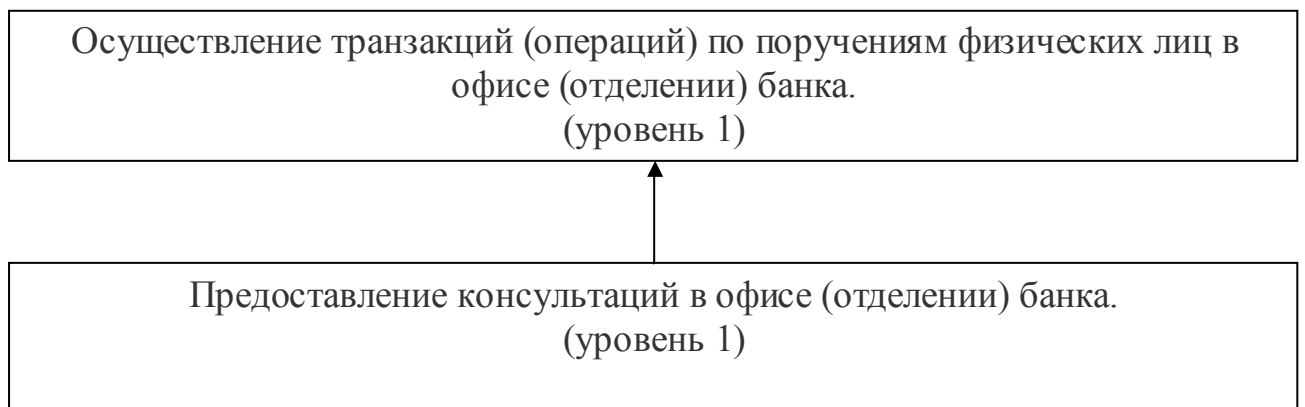 Осуществление транзакций (операций) по поручениям физических лиц в
офисе (отделении) банка.
(уровень 1)
Предоставление консультаций в офисе (отделении) банка.
(уровень 1)